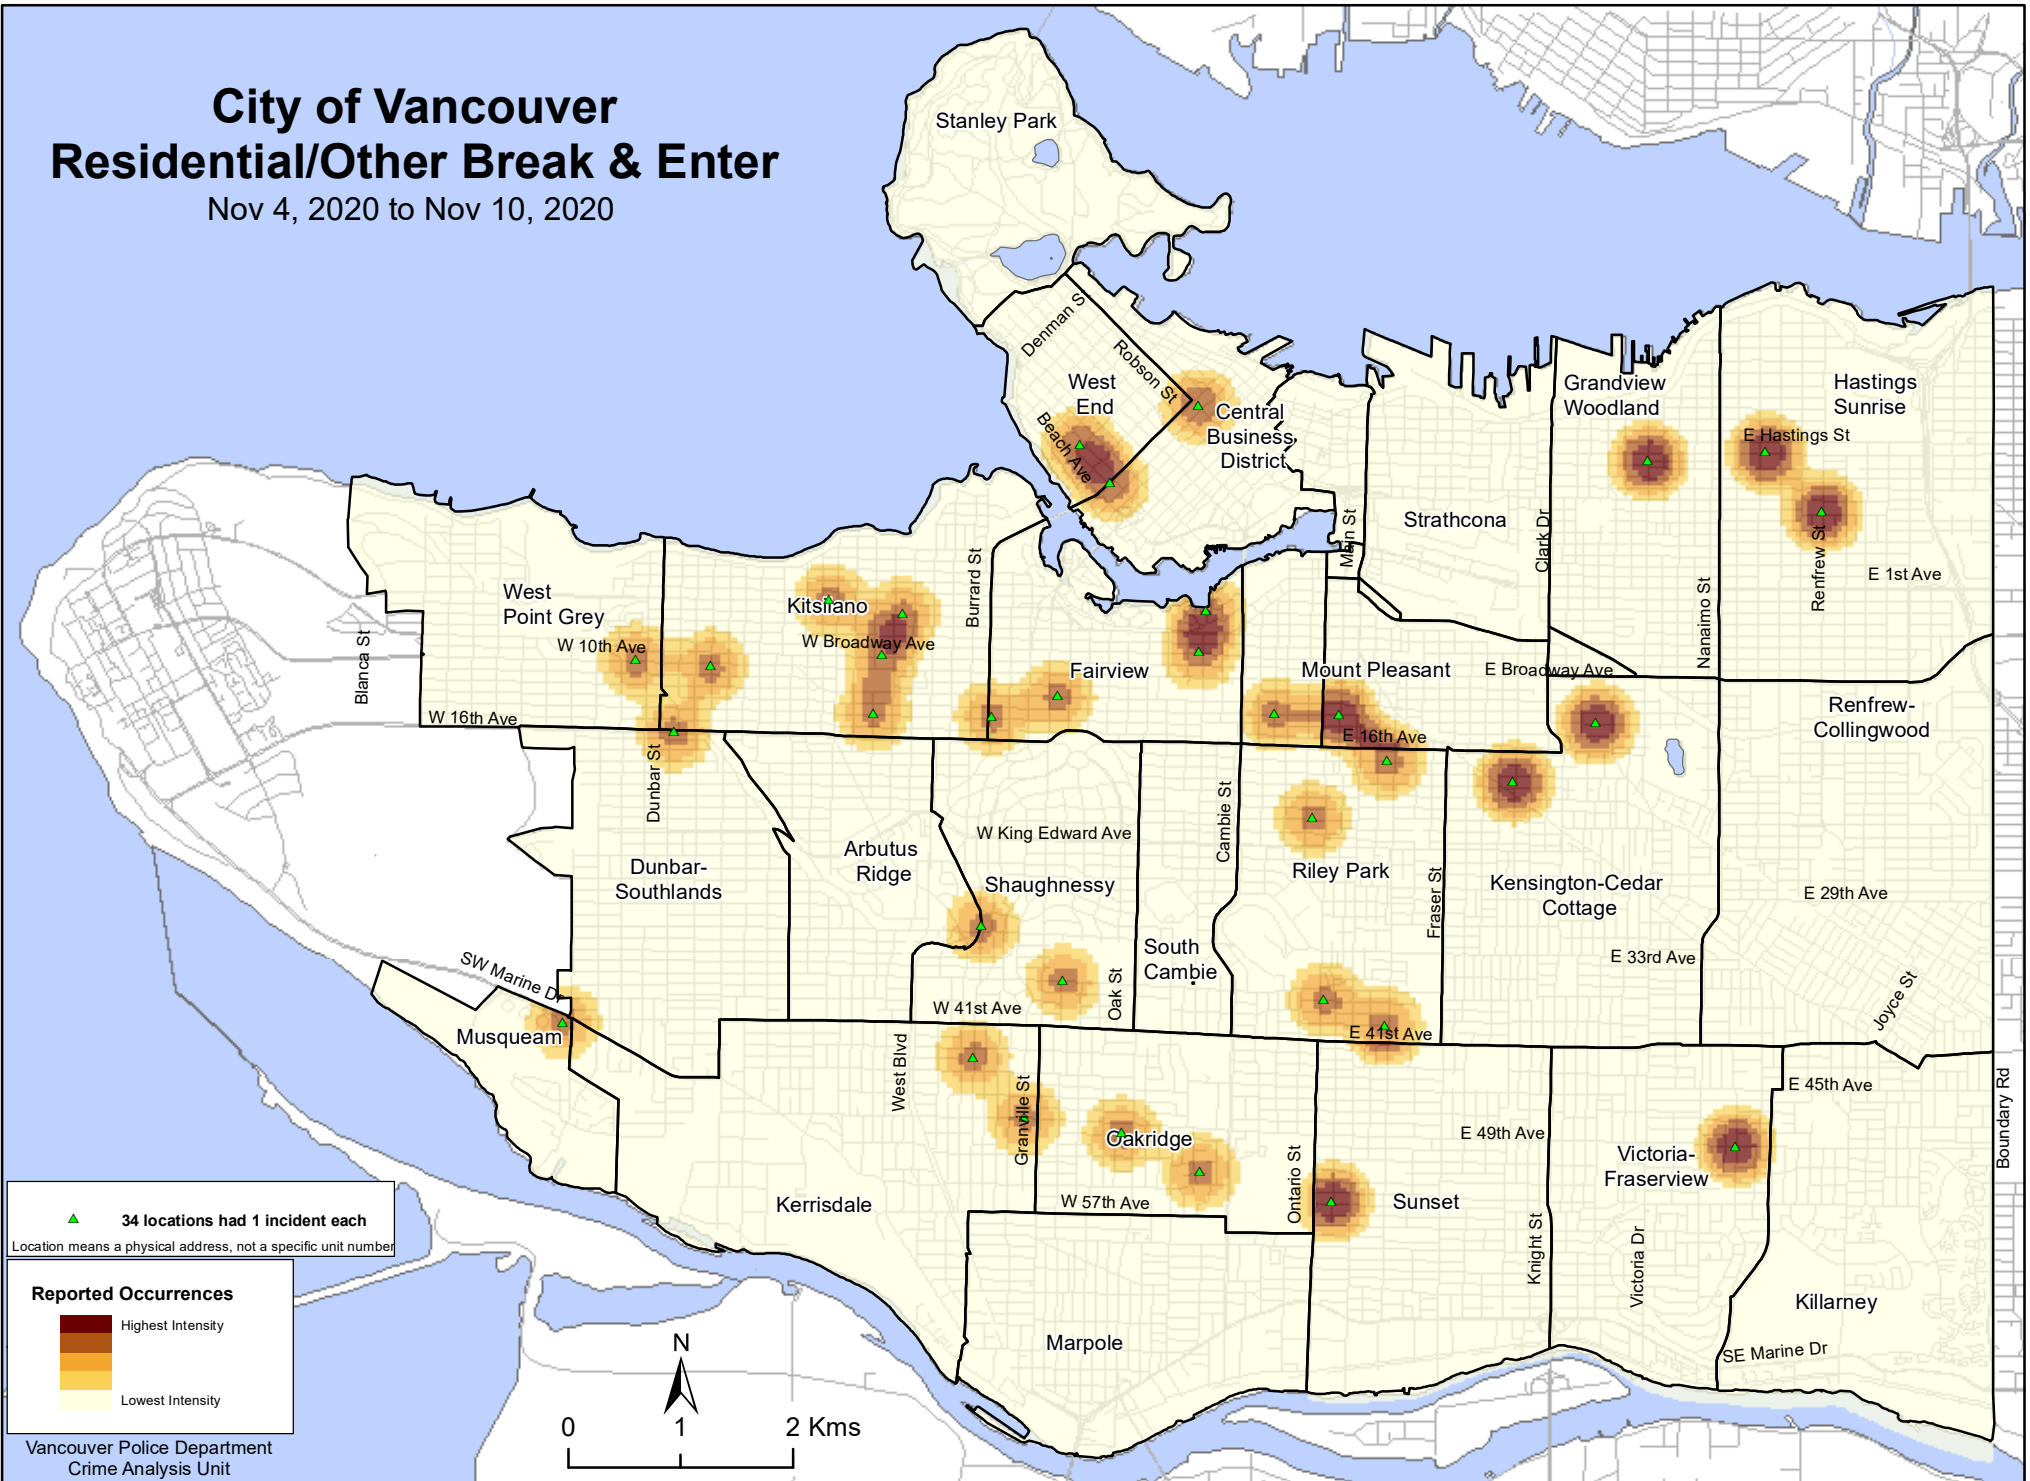 City of Vancouver
Residential/Other Break & Enter
Nov 4, 2020 to Nov 10, 2020
Stanley Park
Denman S
Robson St
West
End
Beach Ave
Central
Business
District
Grandview
Woodland
Hastings
Sunrise
E Hastings St
Strathcona
Main St
Clark Dr
Nanaimo St
Renfrew St
E 1st Ave
West
Point Grey
W 10th Ave
Blanca St
W 16th Ave
Kitsilano
W Broadway Ave
Burrard St
Fairview
Mount Pleasant
E Broadway Ave
E 16th Ave
Renfrew-
Collingwood
Dunbar St
Dunbar-
Southlands
Arbutus
Ridge
W King Edward Ave
Shaughnessy
Cambie St
Riley Park
Fraser St
Kensington-Cedar
Cottage
E 29th Ave
E 33rd Ave
South
Cambie
Oak St
W 41st Ave
E 41st Ave
Joyce St
SW Marine Dr
Musqueam
West Blvd
Granville St
Oakridge
W 57th Ave
Ontario St
Kerrisdale
Sunset
E 49th Ave
Knight St
Victoria-
Fraserview
Victoria Dr
E 45th Ave
Boundary Rd
Killarney
SE Marine Dr
Marpole
34 locations had 1 incident each
Location means a physical address, not a specific unit number
Reported Occurrences
Highest Intensity
Lowest Intensity
Vancouver Police Department
Crime Analysis Unit
N
0 1 2 Kms